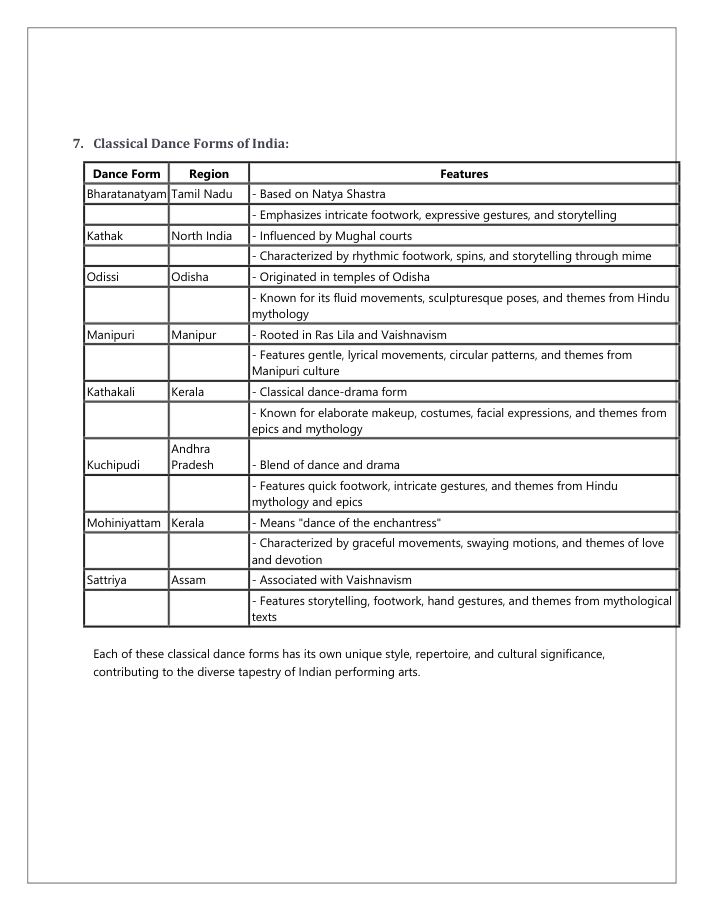 7. Classical Dance Forms of India:
Dance Form Region Features
Bharatanatyam Tamil Nadu - Based on Natya Shastra
- Emphasizes intricate footwork, expressive gestures, and storytelling
Kathak North India - Influenced by Mughal courts
- Characterized by rhythmic footwork, spins, and storytelling through mime
Odissi Odisha - Originated in temples of Odisha
- Known for its fluid movements, sculpturesque poses, and themes from Hindu
mythology
Manipuri Manipur - Rooted in Ras Lila and Vaishnavism
- Features gentle, lyrical movements, circular patterns, and themes from
Manipuri culture
Kathakali Kerala - Classical dance-drama form
- Known for elaborate makeup, costumes, facial expressions, and themes from
epics and mythology
Andhra
Kuchipudi Pradesh - Blend of dance and drama
- Features quick footwork, intricate gestures, and themes from Hindu
mythology and epics
Mohiniyattam Kerala - Means "dance of the enchantress"
- Characterized by graceful movements, swaying motions, and themes of love
and devotion
Sattriya Assam - Associated with Vaishnavism
- Features storytelling, footwork, hand gestures, and themes from mythological
texts
Each of these classical dance forms has its own unique style, repertoire, and cultural significance,
contributing to the diverse tapestry of Indian performing arts.